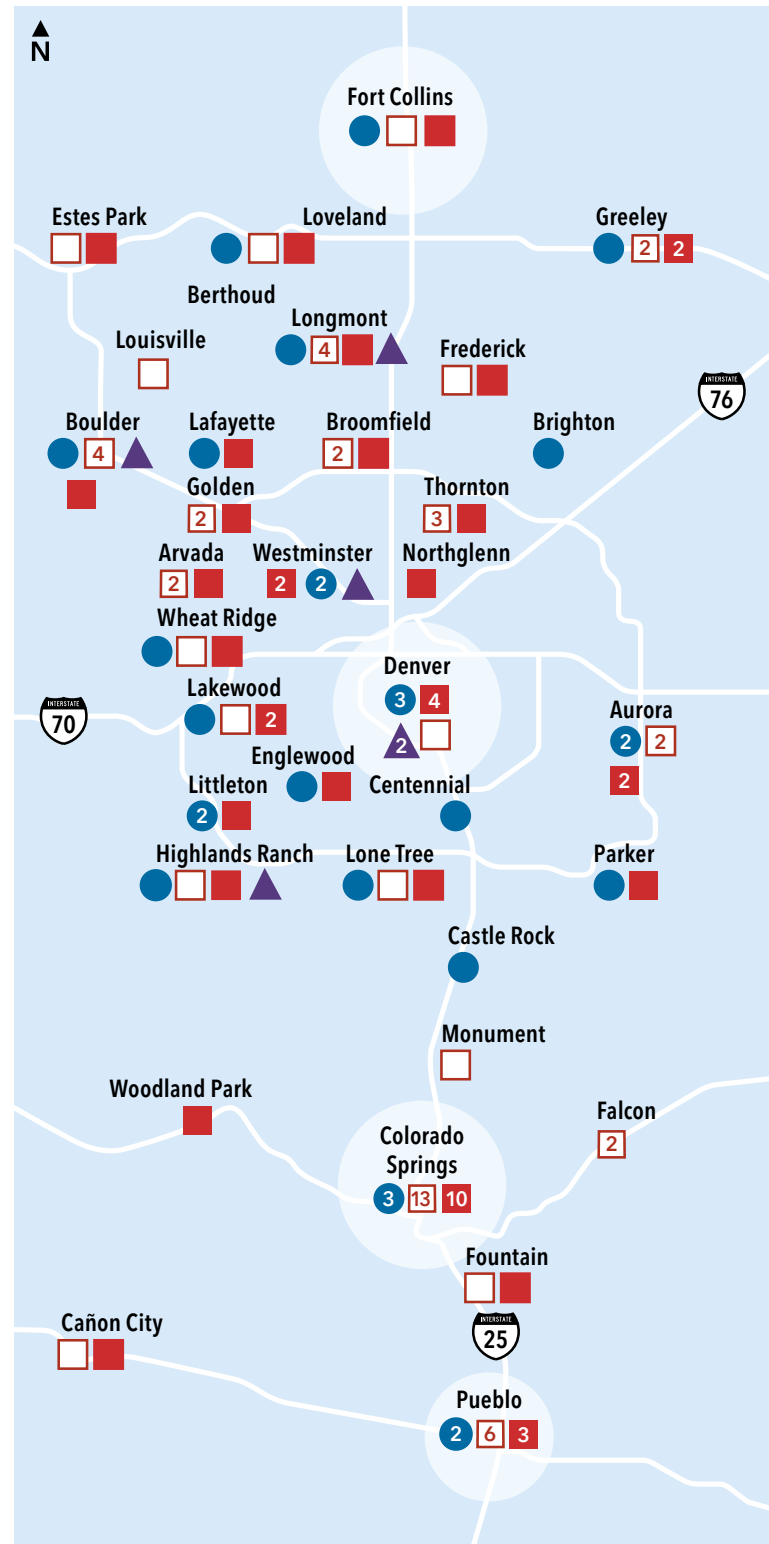 N
Fort Collins
Estes Park
Loveland
Greeley
2 2
Berthoud
Longmont
4
Louisville
Frederick
INTERSTATE
76
Boulder
4
Lafayette
Broomfield
2
Brighton
Golden
2
Thornton
3
Arvada
2
Westminster
2 2
Northglenn
Wheat Ridge
Denver
3 4
2
Lakewood
2
INTERSTATE
70
Aurora
2 2
2
Englewood
Littleton
2
Centennial
Highlands Ranch
Lone Tree
Parker
Castle Rock
Monument
Woodland Park
Falcon
2
Colorado
Springs
3 13 10
Fountain
INTERSTATE
25
Cañon City
Pueblo
2 6 3